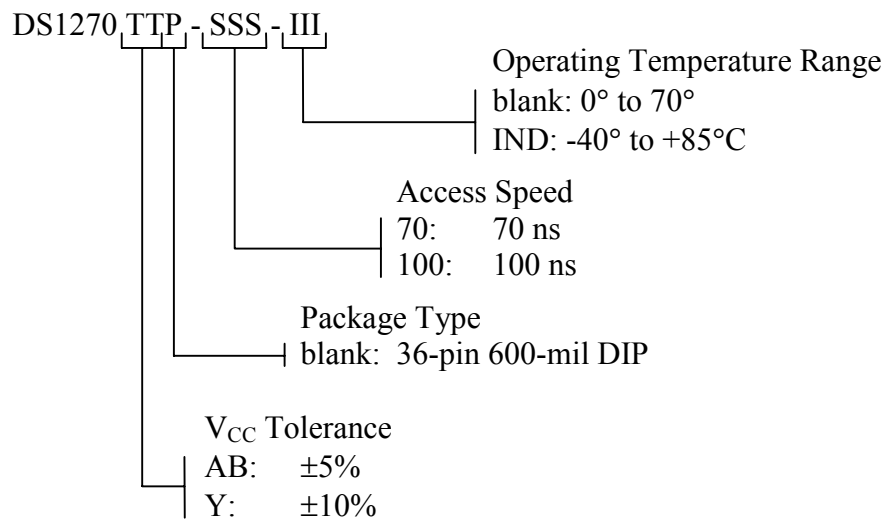 DS1270 TTP - SSS - III
Operating Temperature Range
blank: 0° to 70°
IND: -40° to +85°C
Access Speed
70: 70 ns
100: 100 ns
Package Type
blank: 36-pin 600-mil DIP
VCC Tolerance
AB: ±5%
Y: ±10%